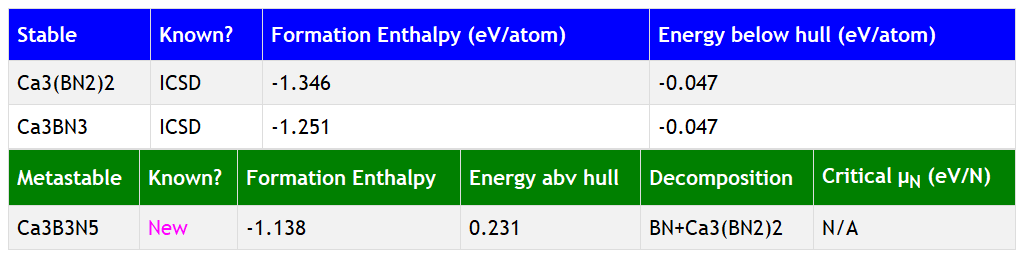 Stable Known? Formation Enthalpy (eV/atom) Energy below hull (eV/atom)
Ca3(BN2)2 ICSD -1.346 -0.047
Ca3BN3 ICSD -1.251 -0.047
Metastable Known? Formation Enthalpy Energy abv hull Decomposition Critical μN (eV/N)
Ca3B3N5 New -1.138 0.231 BN+Ca3(BN2)2 N/A